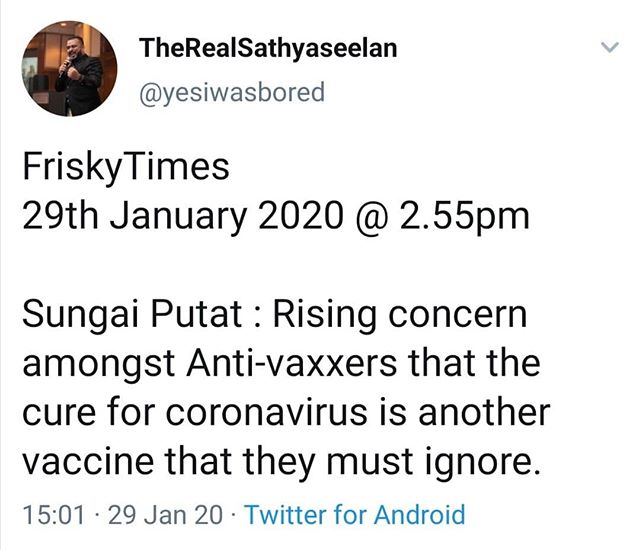 TheRealSathyaseelan
@yesiwasbored
FriskyTimes
29th January 2020 @ 2.55pm
Sungai Putat : Rising concern
amongst Anti-vaxxers that the
cure for coronavirus is another
vaccine that they must ignore.
15:01 · 29 Jan 20 · Twitter for Android